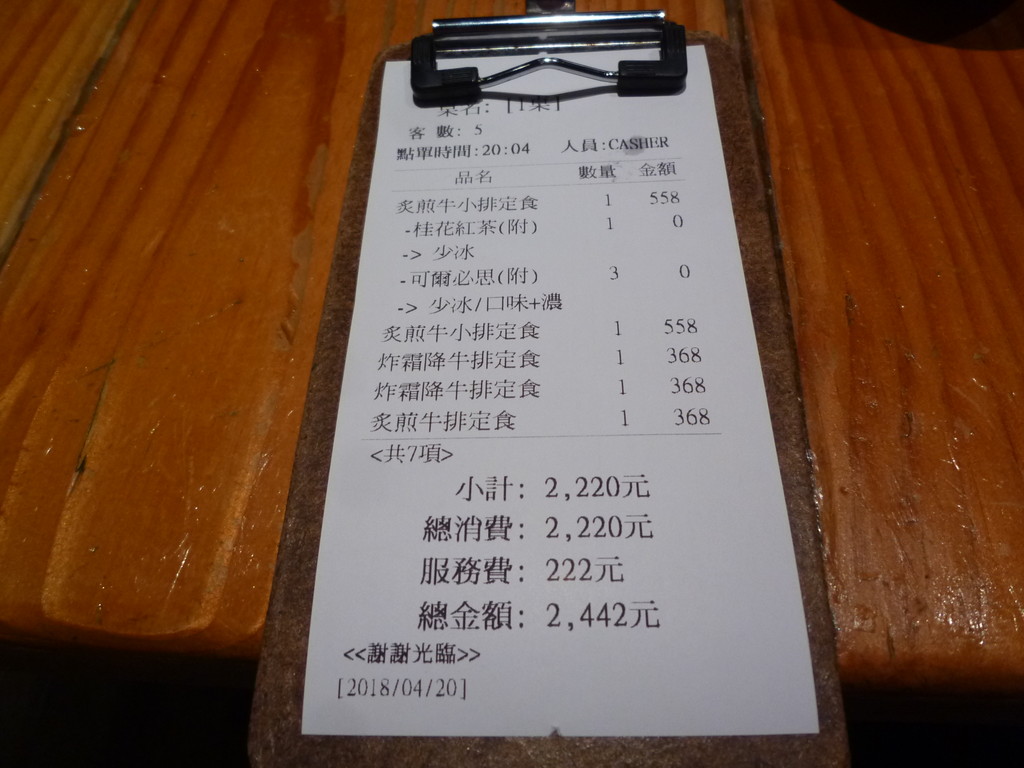 桌名: [1桌]
客 數: 5
點單時間:20:04 人員:CASHER
品名 數量 金額
炙煎牛小排定食 1 558
-桂花紅茶(附) 1 0
-> 少冰
-可爾必思(附) 3 0
-> 少冰/口味+濃
炙煎牛小排定食 1 558
炸霜降牛排定食 1 368
炸霜降牛排定食 1 368
炙煎牛排定食 1 368
<共7項>
小計: 2,220元
總消費: 2,220元
服務費: 222元
總金額: 2,442元
<<謝謝光臨>>
[2018/04/20]